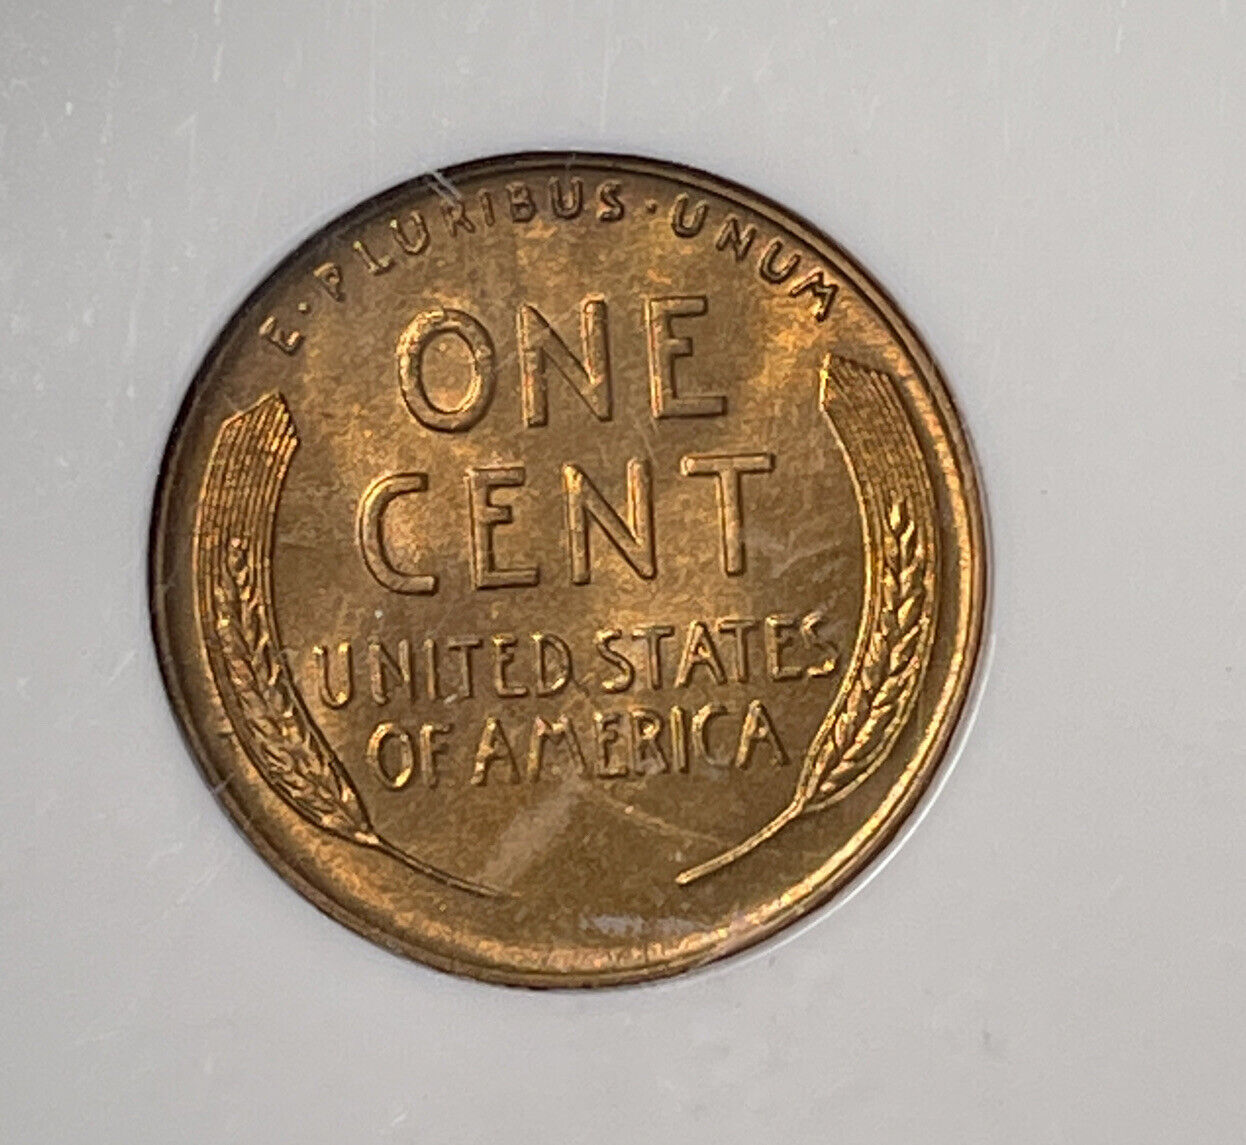 E·PLURIBUS·UNUM
ONE
CENT
UNITED STATES
OF AMERICA